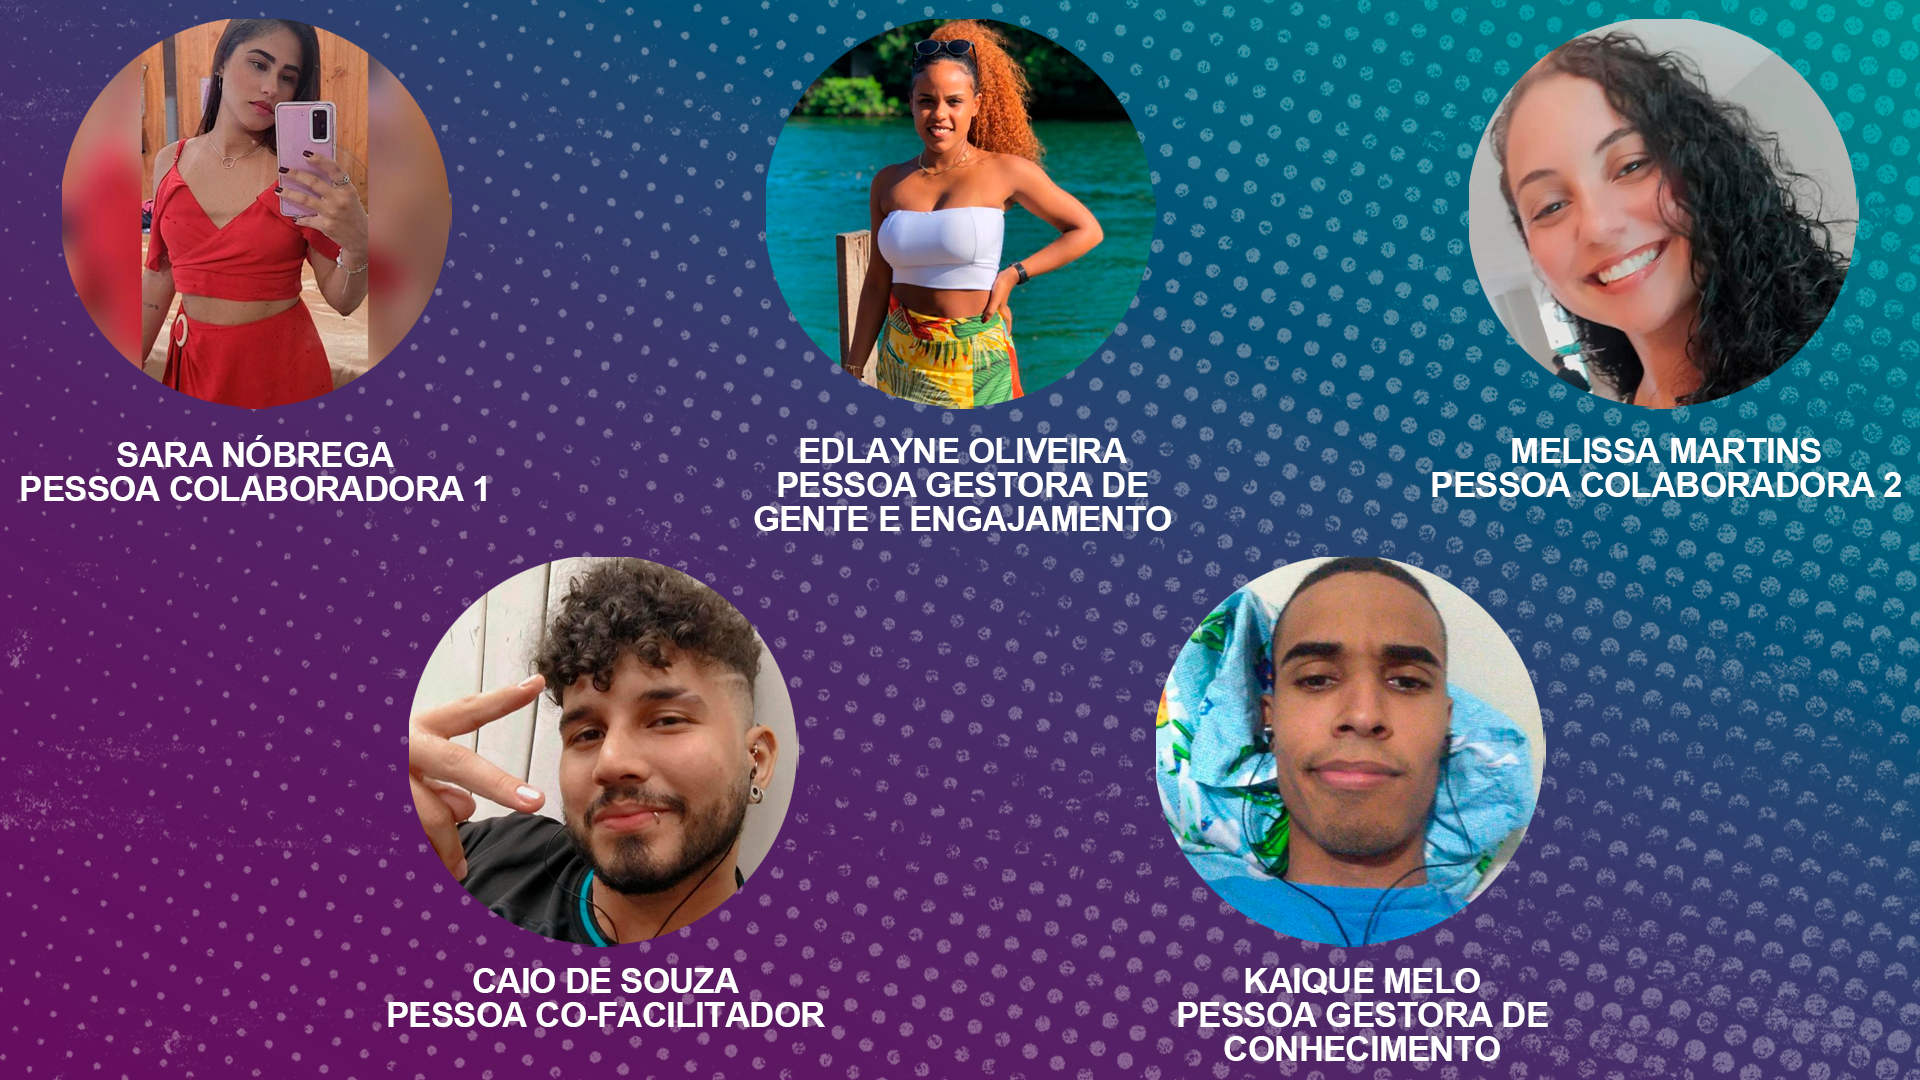 SARA NÓBREGA
PESSOA COLABORADORA 1
EDLAYNE OLIVEIRA
PESSOA GESTORA DE
GENTE E ENGAJAMENTO
MELISSA MARTINS
PESSOA COLABORADORA 2
CAIO DE SOUZA
PESSOA CO-FACILITADOR
KAIQUE MELO
PESSOA GESTORA DE
CONHECIMENTO